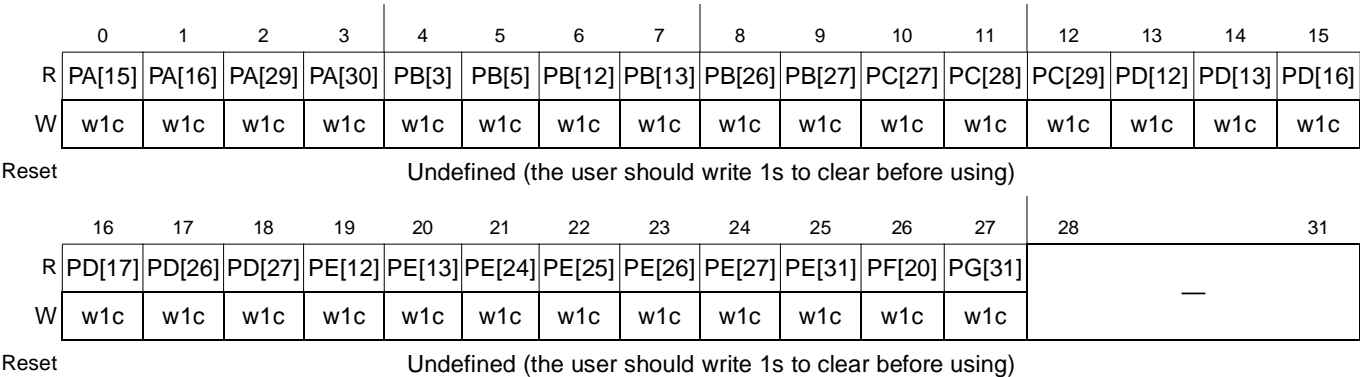 0 1 2 3 4 5 6 7 8 9 10 11 12 13 14 15
R PA[15] PA[16] PA[29] PA[30] PB[3] PB[5] PB[12] PB[13] PB[26] PB[27] PC[27] PC[28] PC[29] PD[12] PD[13] PD[16]
W w1c w1c w1c w1c w1c w1c w1c w1c w1c w1c w1c w1c w1c w1c w1c w1c
Reset Undefined (the user should write 1s to clear before using)
16 17 18 19 20 21 22 23 24 25 26 27 28 31
R PD[17] PD[26] PD[27] PE[12] PE[13] PE[24] PE[25] PE[26] PE[27] PE[31] PF[20] PG[31] —
W w1c w1c w1c w1c w1c w1c w1c w1c w1c w1c w1c w1c
Reset Undefined (the user should write 1s to clear before using)